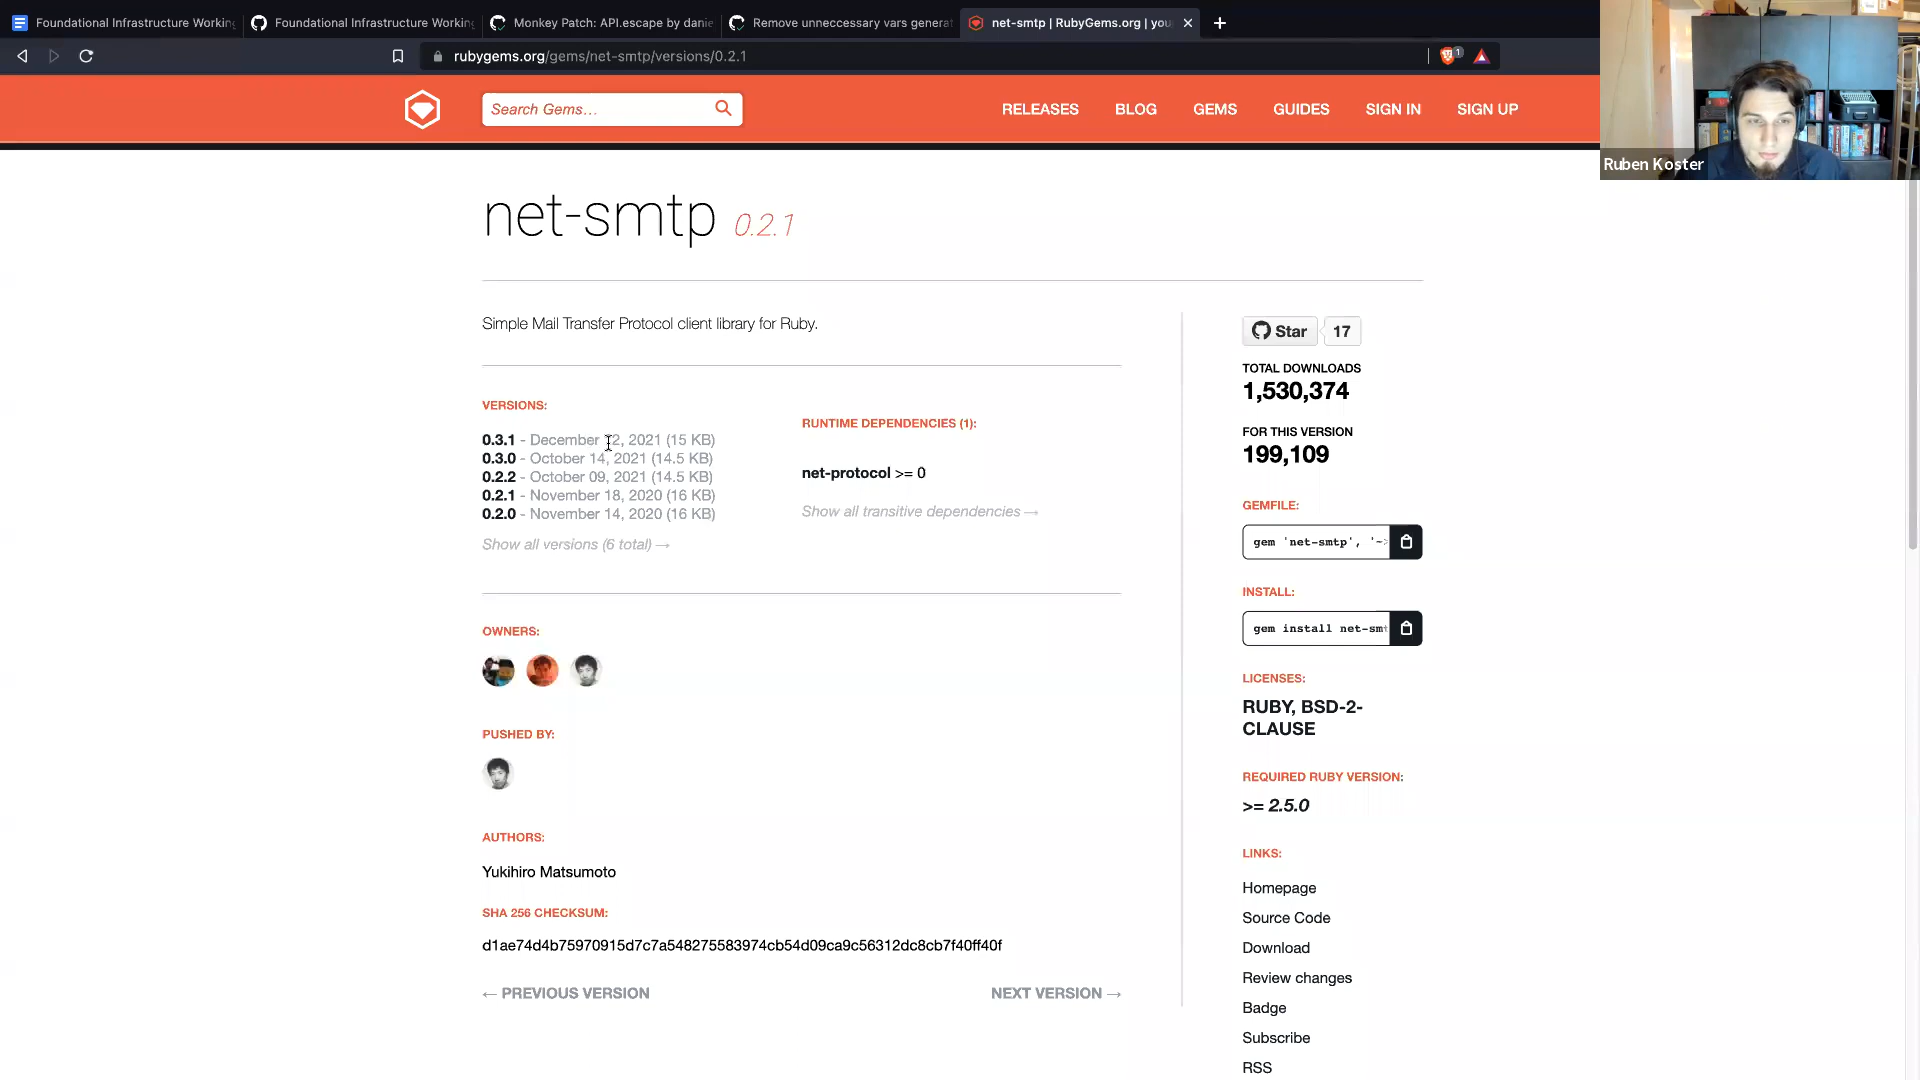 Foundational Infrastructure Working
Foundational Infrastructure Working
Monkey Patch: API.escape by danie
Remove unneccessary vars generat
net-smtp | RubyGems.org | you
rubygems.org/gems/net-smtp/versions/0.2.1
1
Search Gems…
RELEASES
BLOG
GEMS
GUIDES
SIGN IN
SIGN UP
Ruben Koster
net-smtp 0.2.1
Simple Mail Transfer Protocol client library for Ruby.
VERSIONS:
0.3.1 - December 12, 2021 (15 KB)
0.3.0 - October 14, 2021 (14.5 KB)
0.2.2 - October 09, 2021 (14.5 KB)
0.2.1 - November 18, 2020 (16 KB)
0.2.0 - November 14, 2020 (16 KB)
Show all versions (6 total) →
RUNTIME DEPENDENCIES (1):
net-protocol >= 0
Show all transitive dependencies →
OWNERS:
PUSHED BY:
AUTHORS:
Yukihiro Matsumoto
SHA 256 CHECKSUM:
d1ae74d4b75970915d7c7a548275583974cb54d09ca9c56312dc8cb7f40ff40f
← PREVIOUS VERSION
NEXT VERSION →
Star
17
TOTAL DOWNLOADS
1,530,374
FOR THIS VERSION
199,109
GEMFILE:
gem 'net-smtp', '~>
INSTALL:
gem install net-smt
LICENSES:
RUBY, BSD-2-
CLAUSE
REQUIRED RUBY VERSION:
>= 2.5.0
LINKS:
Homepage
Source Code
Download
Review changes
Badge
Subscribe
RSS